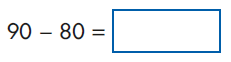 90 – 80 =